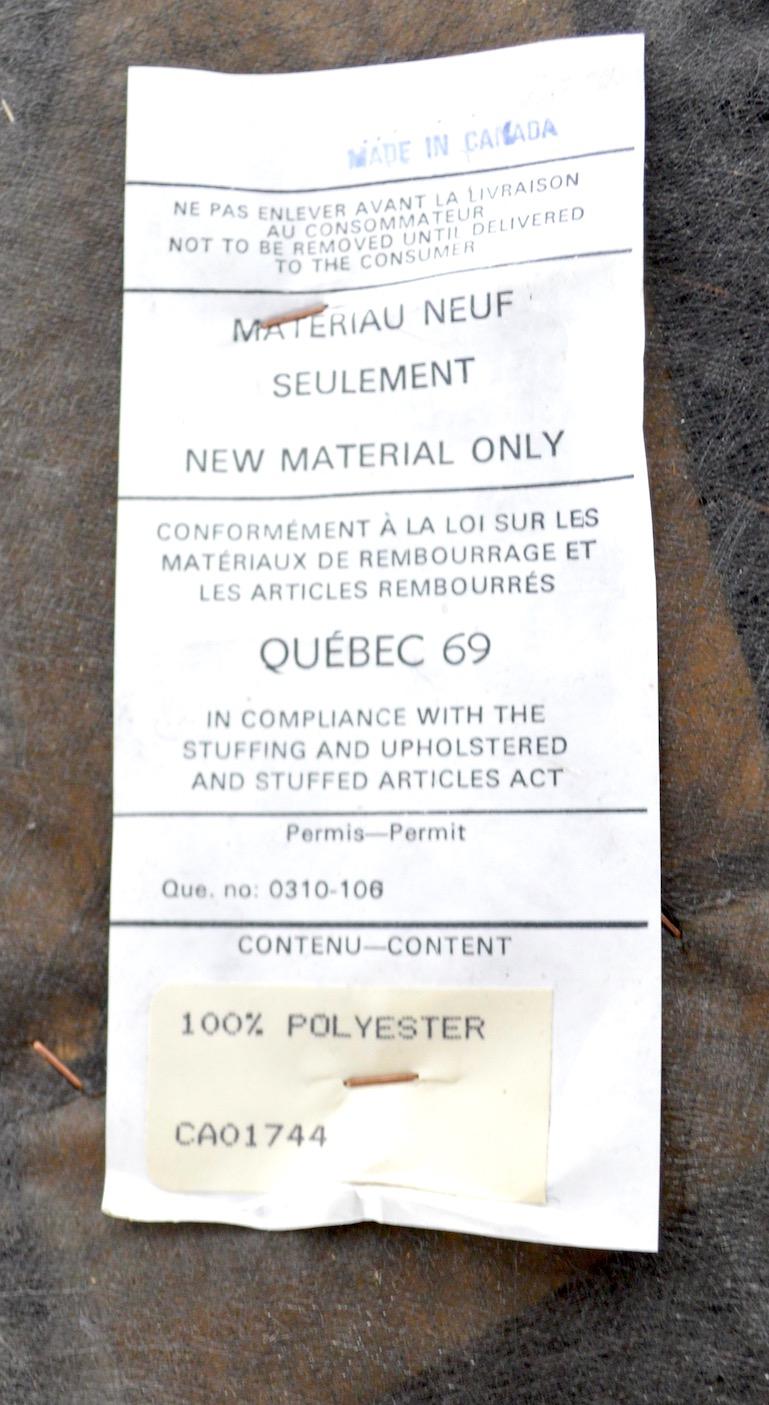 MADE IN CANADA
NE PAS ENLEVER AVANT LA LIVRAISON
AU CONSOMMATEUR
NOT TO BE REMOVED UNTIL DELIVERED
TO THE CONSUMER
MATÉRIAU NEUF
SEULEMENT
NEW MATERIAL ONLY
CONFORMÉMENT À LA LOI SUR LES
MATÉRIAUX DE REMBOURRAGE ET
LES ARTICLES REMBOURRÉS
QUÉBEC 69
IN COMPLIANCE WITH THE
STUFFING AND UPHOLSTERED
AND STUFFED ARTICLES ACT
Permis—Permit
Que. no: 0310-106
CONTENU—CONTENT
100% POLYESTER
CA01744